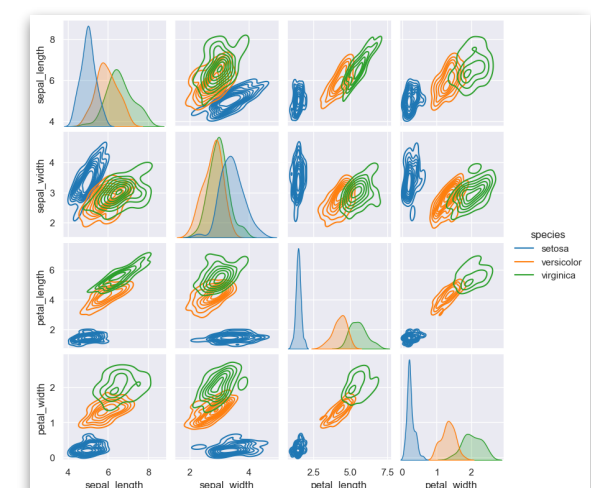 sepal_length
8
6
4
sepal_width
4
3
2
petal_length
6
4
2
petal_width
2
1
0
4 6 8
2 4
2.5 5.0 7.5
0 1 2
sepal_length
sepal_width
petal_length
petal_width
species
setosa
versicolor
virginica